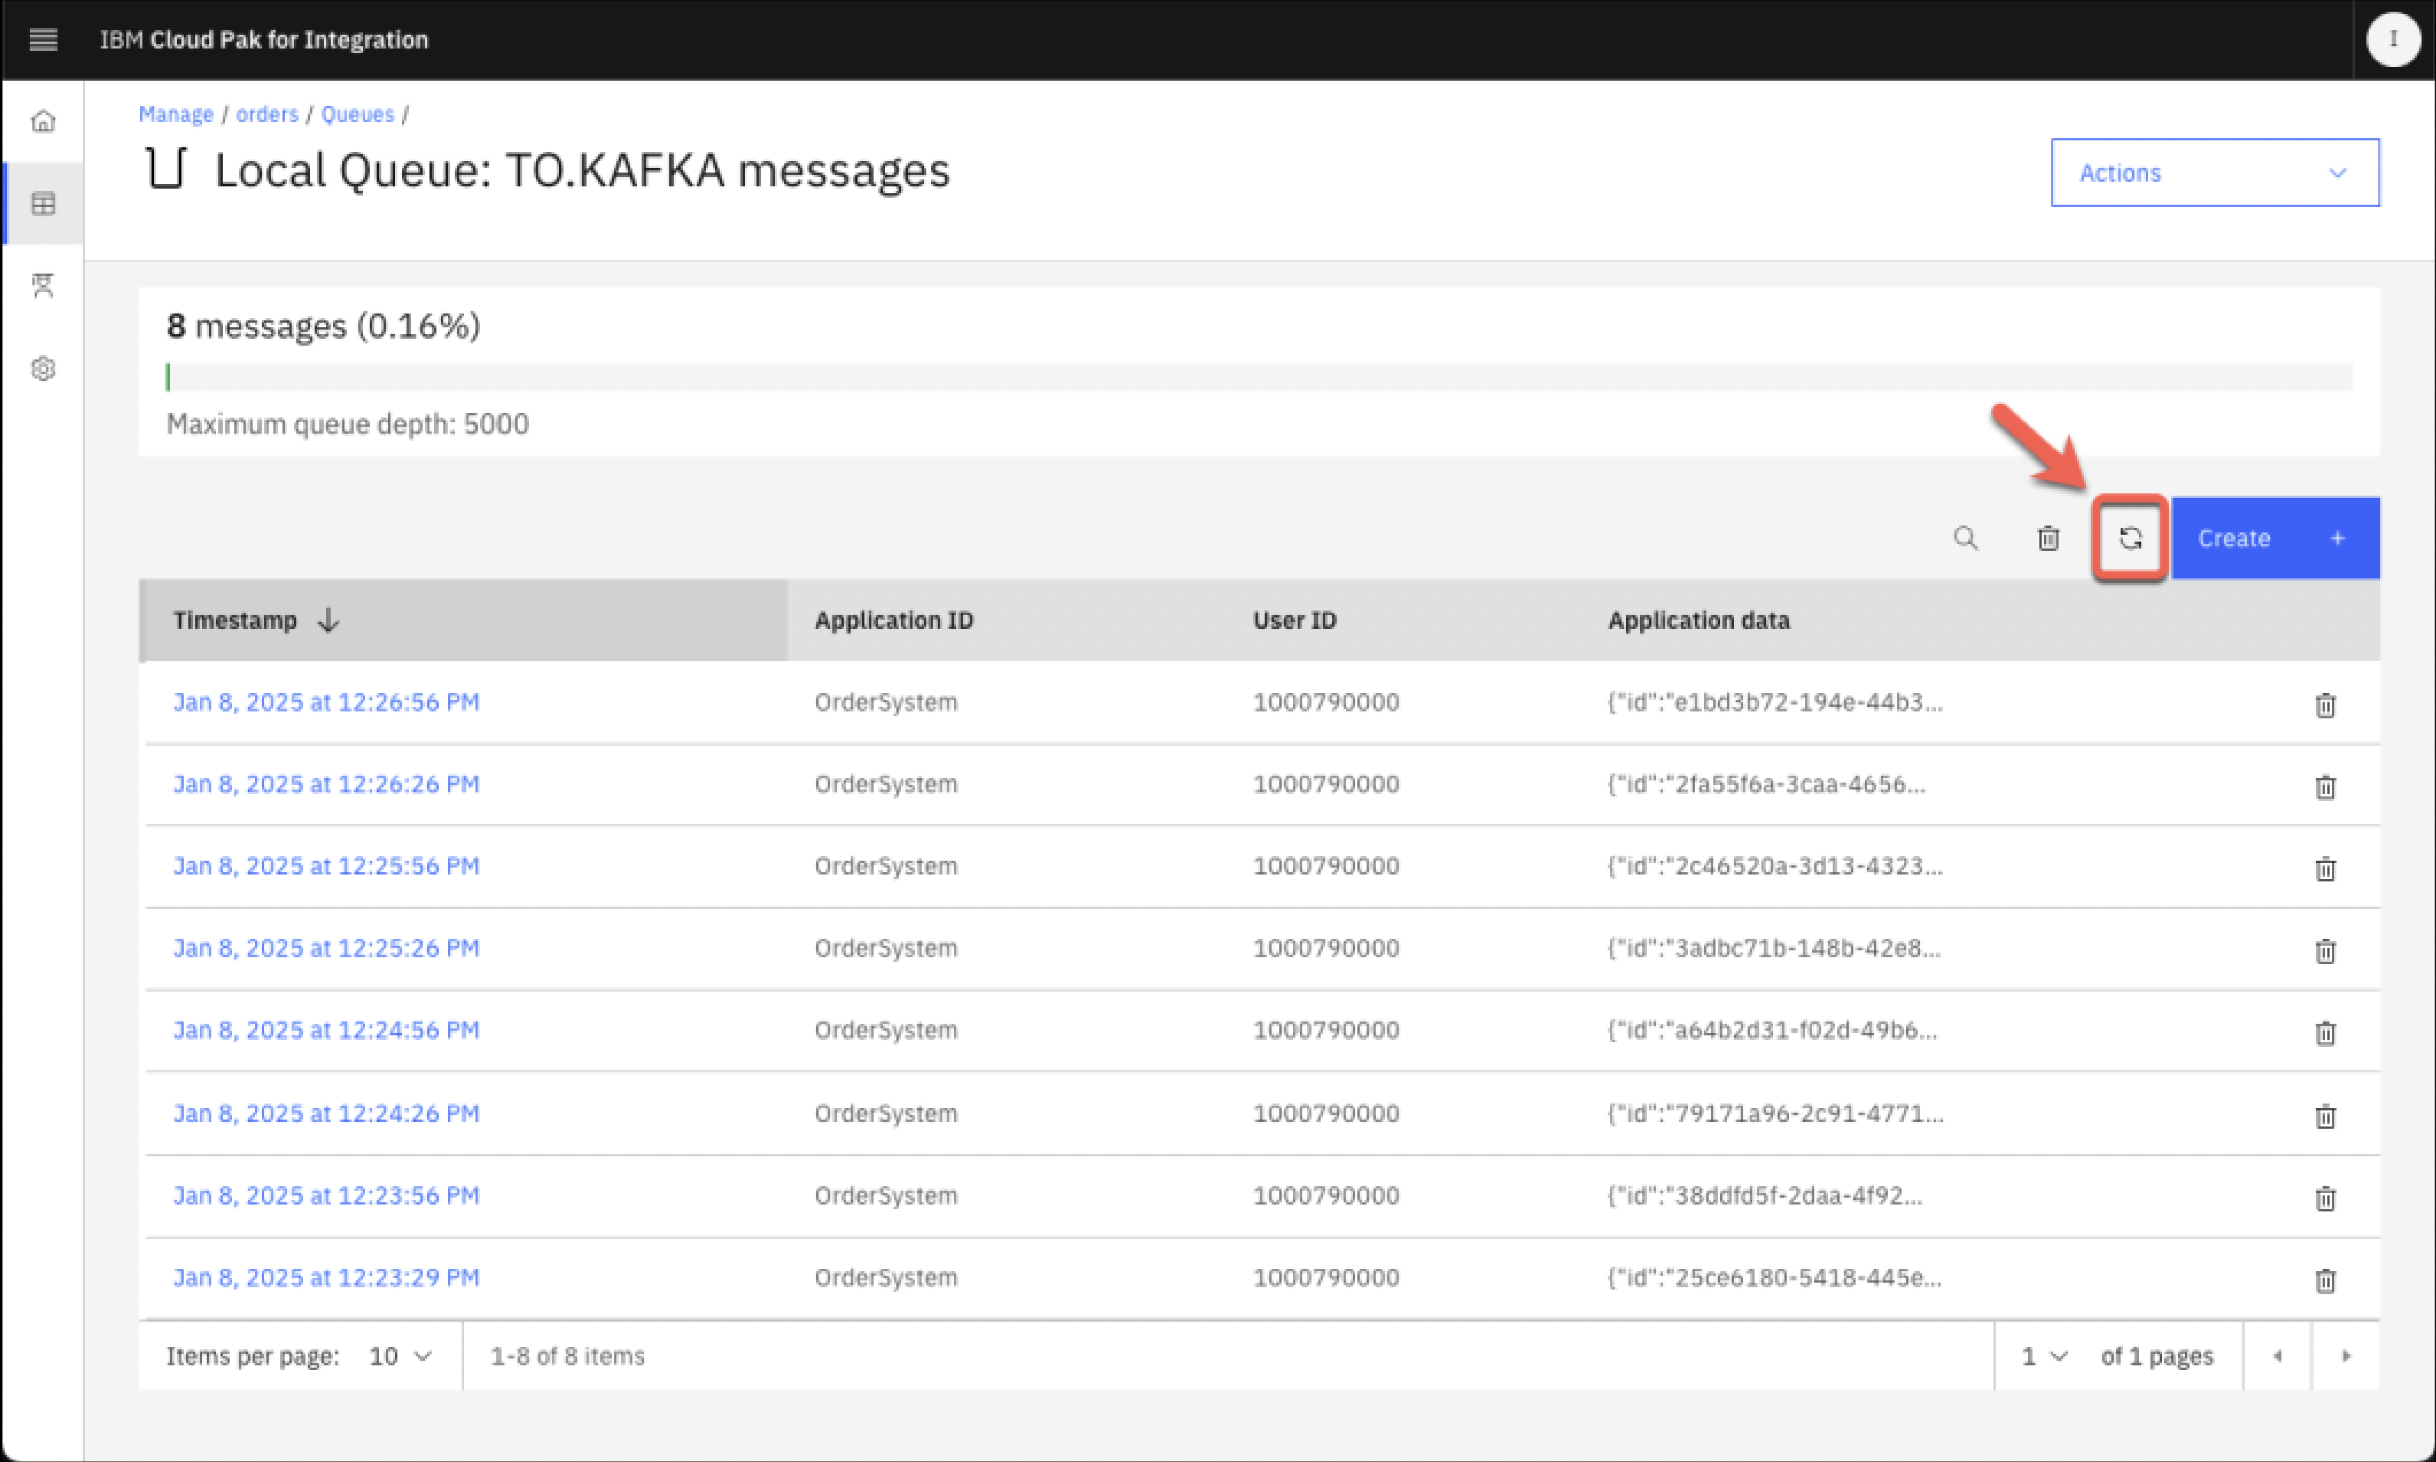 IBM Cloud Pak for Integration
I
Manage / orders / Queues /
Local Queue: TO.KAFKA messages
Actions
8 messages (0.16%)
Maximum queue depth: 5000
Create +
Timestamp Application ID User ID Application data
Jan 8, 2025 at 12:26:56 PM OrderSystem 1000790000 {"id":"e1bd3b72-194e-44b3...
Jan 8, 2025 at 12:26:26 PM OrderSystem 1000790000 {"id":"2fa55f6a-3caa-4656...
Jan 8, 2025 at 12:25:56 PM OrderSystem 1000790000 {"id":"2c46520a-3d13-4323...
Jan 8, 2025 at 12:25:26 PM OrderSystem 1000790000 {"id":"3adbc71b-148b-42e8...
Jan 8, 2025 at 12:24:56 PM OrderSystem 1000790000 {"id":"a64b2d31-f02d-49b6...
Jan 8, 2025 at 12:24:26 PM OrderSystem 1000790000 {"id":"79171a96-2c91-4771...
Jan 8, 2025 at 12:23:56 PM OrderSystem 1000790000 {"id":"38ddfd5f-2daa-4f92...
Jan 8, 2025 at 12:23:29 PM OrderSystem 1000790000 {"id":"25ce6180-5418-445e...
Items per page: 10 1-8 of 8 items 1 of 1 pages